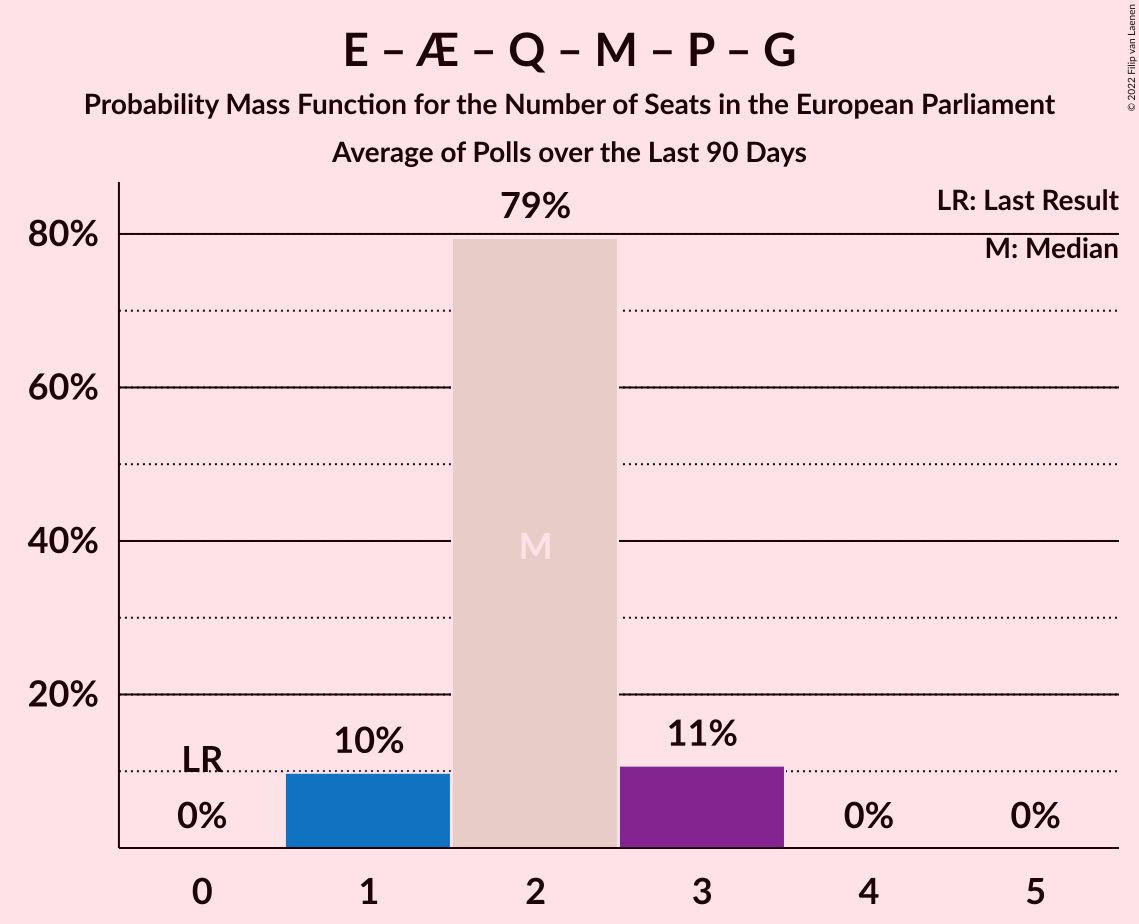 E – Æ – Q – M – P – G
Probability Mass Function for the Number of Seats in the European Parliament
Average of Polls over the Last 90 Days
© 2022 Filip van Laenen
LR: Last Result
M: Median
79%
80%
60%
40%
20%
M
LR
0%
10%
11%
0%
0%
0 1 2 3 4 5